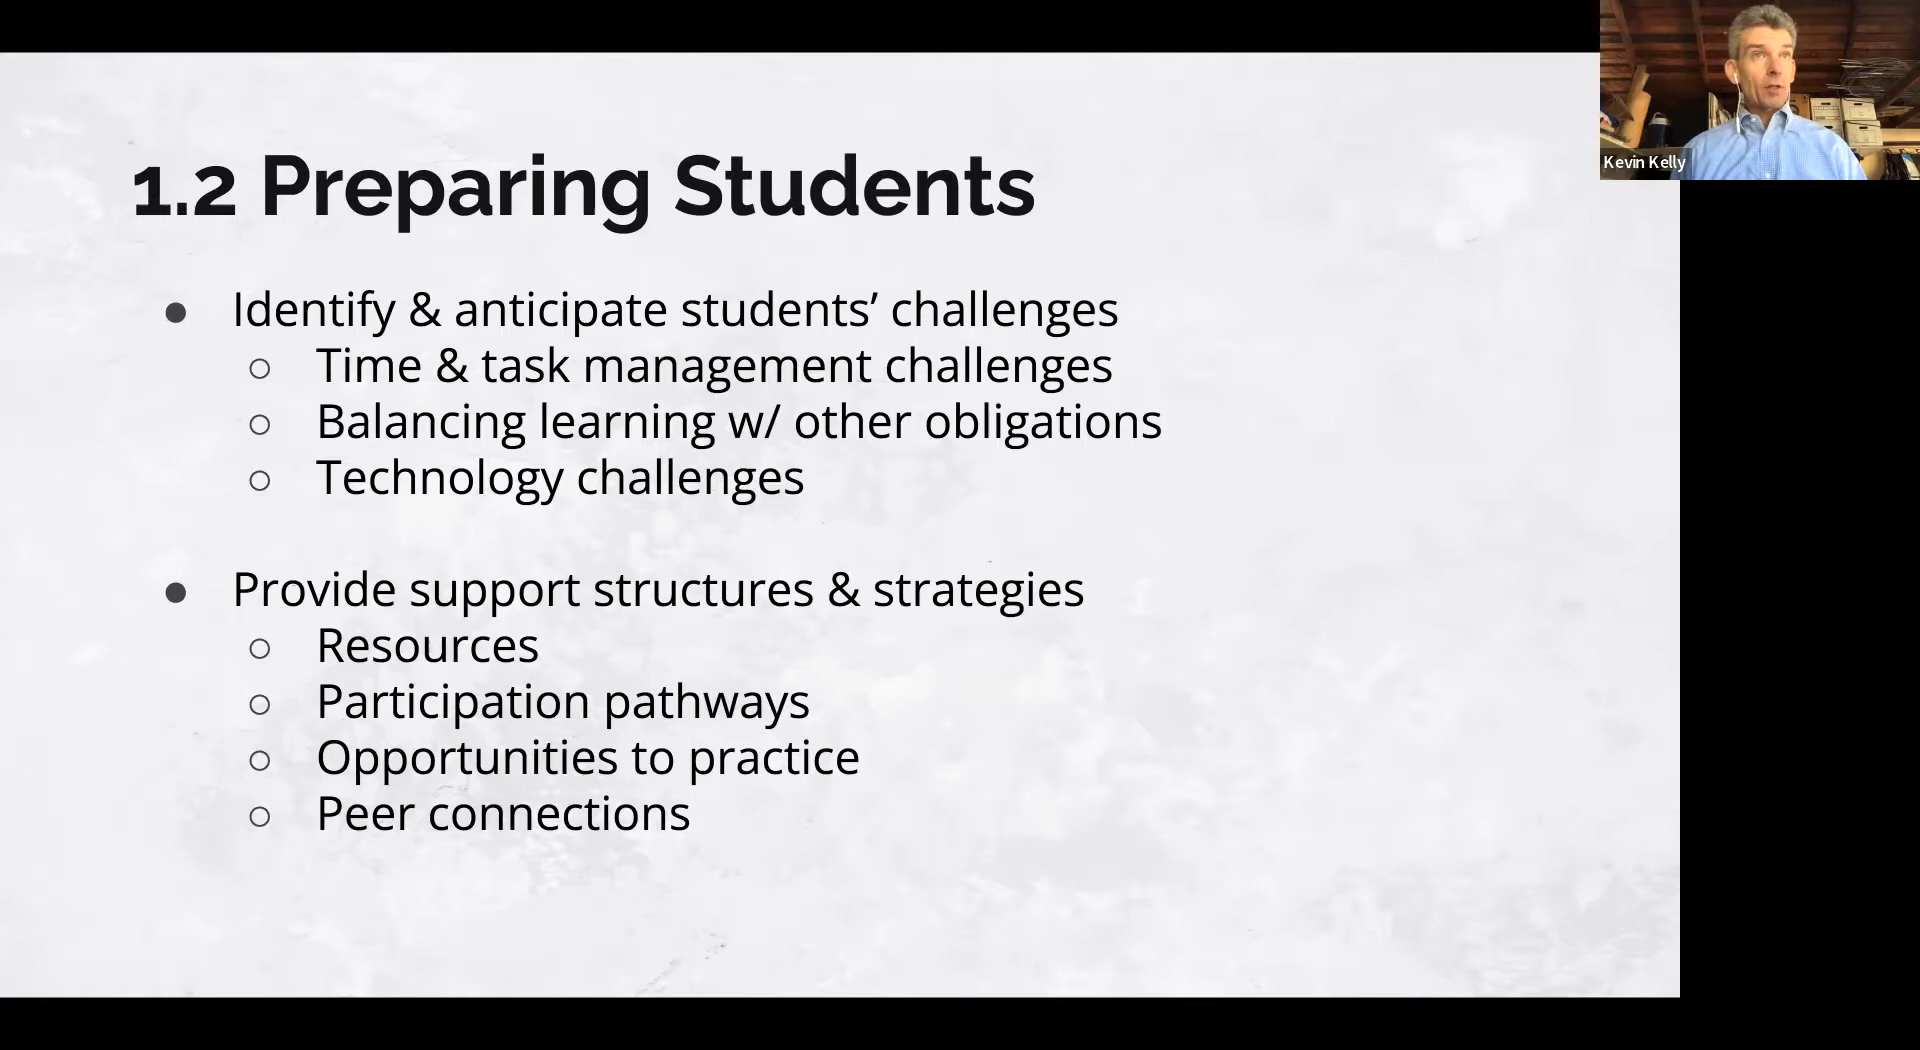 1.2 Preparing Students
● Identify & anticipate students’ challenges
○ Time & task management challenges
○ Balancing learning w/ other obligations
○ Technology challenges
● Provide support structures & strategies
○ Resources
○ Participation pathways
○ Opportunities to practice
○ Peer connections
Kevin Kelly